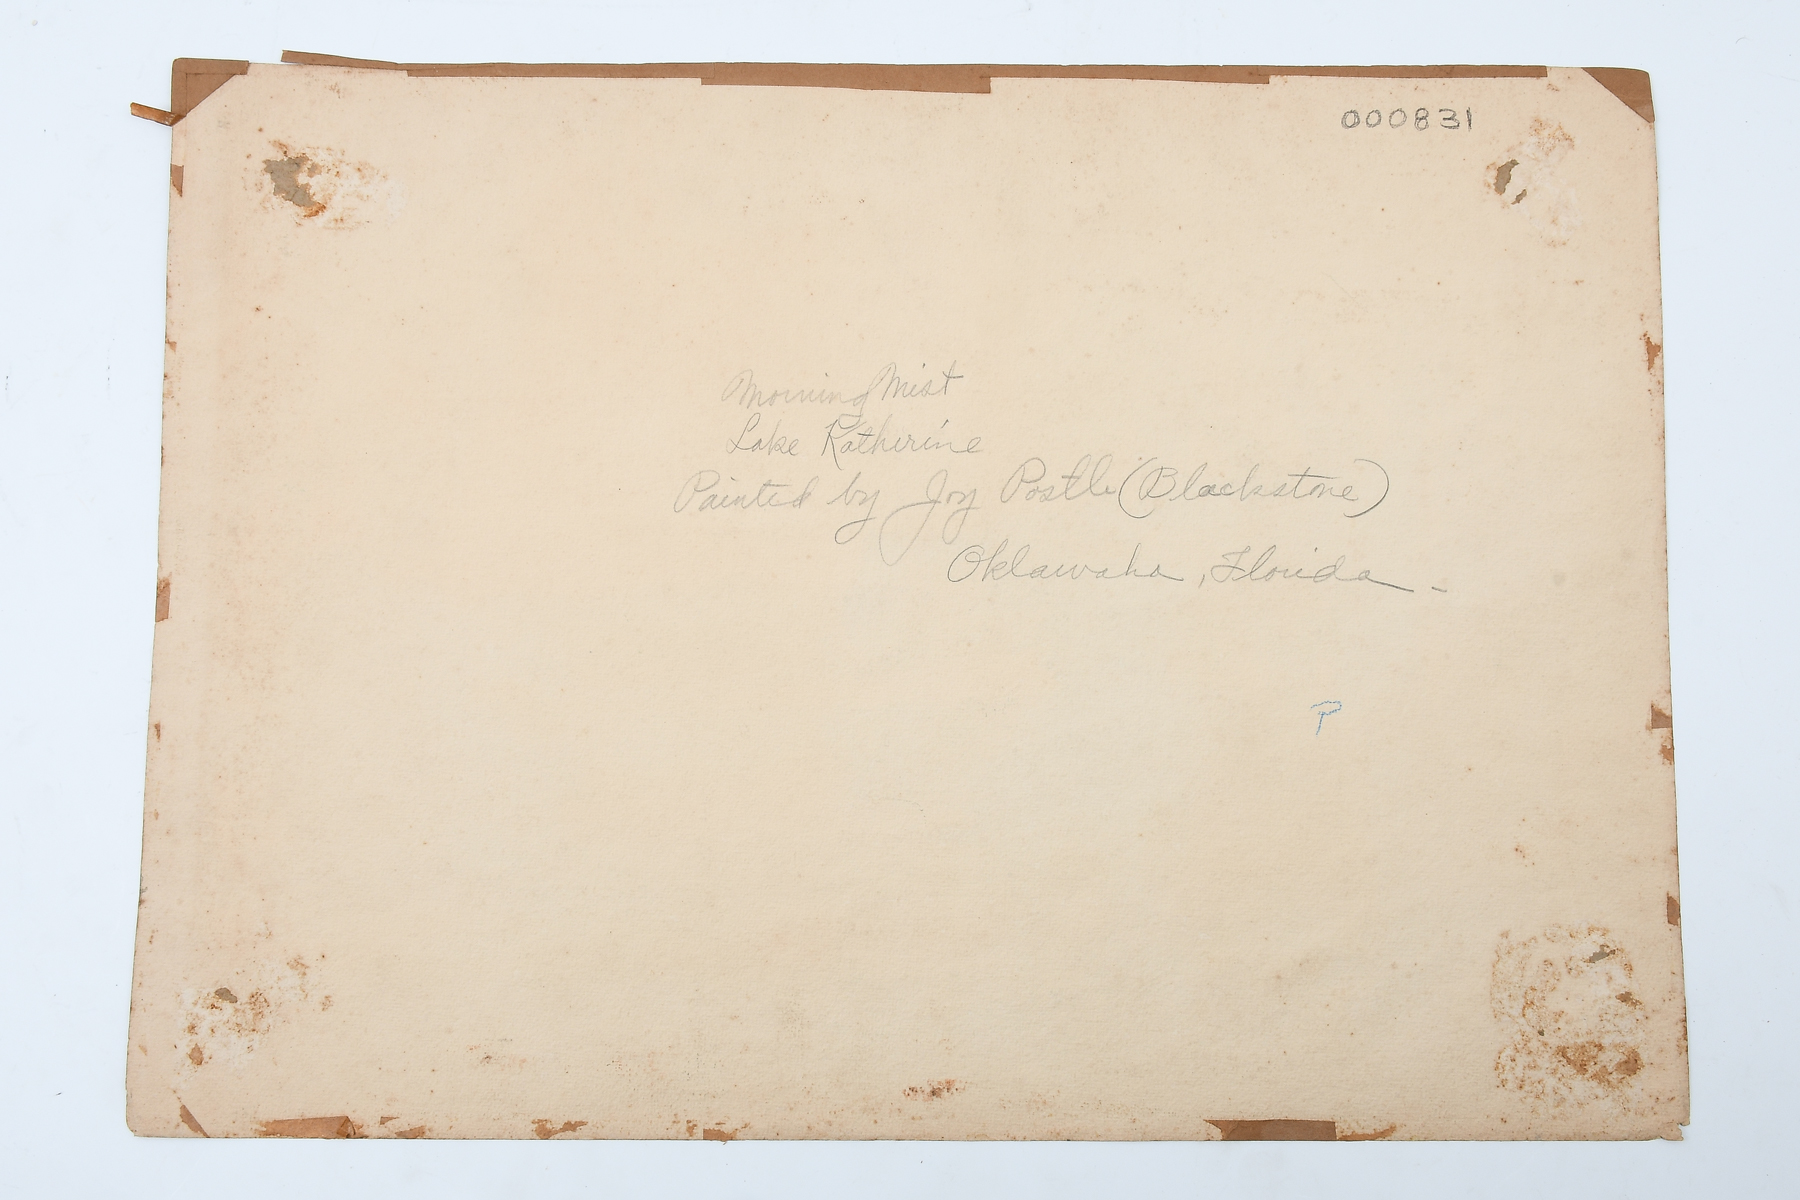 000831
Morning Mist
Lake Katherine
Painted by Joy Postle (Blackstone)
Oklawaha, Florida -
P